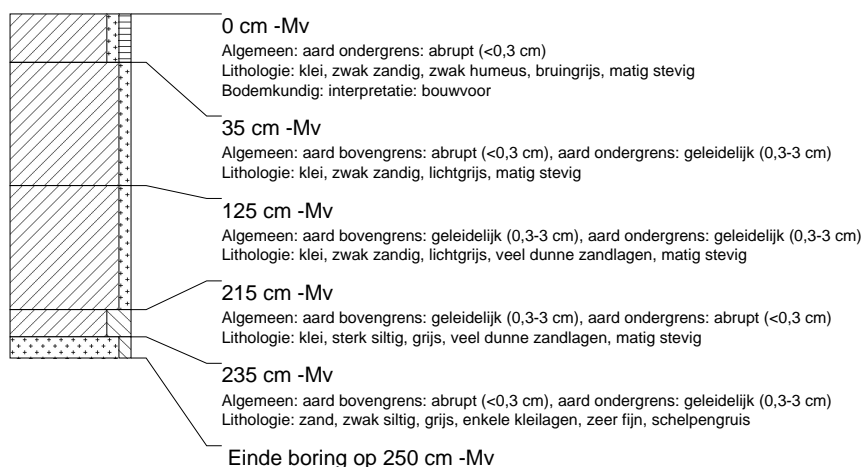 0 cm -Mv
Algemeen: aard ondergrens: abrupt (<0,3 cm)
Lithologie: klei, zwak zandig, zwak humeus, bruingrijs, matig stevig
Bodemkundig: interpretatie: bouwvoor
35 cm -Mv
Algemeen: aard bovengrens: abrupt (<0,3 cm), aard ondergrens: geleidelijk (0,3-3 cm)
Lithologie: klei, zwak zandig, lichtgrijs, matig stevig
125 cm -Mv
Algemeen: aard bovengrens: geleidelijk (0,3-3 cm), aard ondergrens: geleidelijk (0,3-3 cm)
Lithologie: klei, zwak zandig, lichtgrijs, veel dunne zandlagen, matig stevig
215 cm -Mv
Algemeen: aard bovengrens: geleidelijk (0,3-3 cm), aard ondergrens: abrupt (<0,3 cm)
Lithologie: klei, sterk siltig, grijs, veel dunne zandlagen, matig stevig
235 cm -Mv
Algemeen: aard bovengrens: abrupt (<0,3 cm), aard ondergrens: geleidelijk (0,3-3 cm)
Lithologie: zand, zwak siltig, grijs, enkele kleilagen, zeer fijn, schelpengruis
Einde boring op 250 cm -Mv